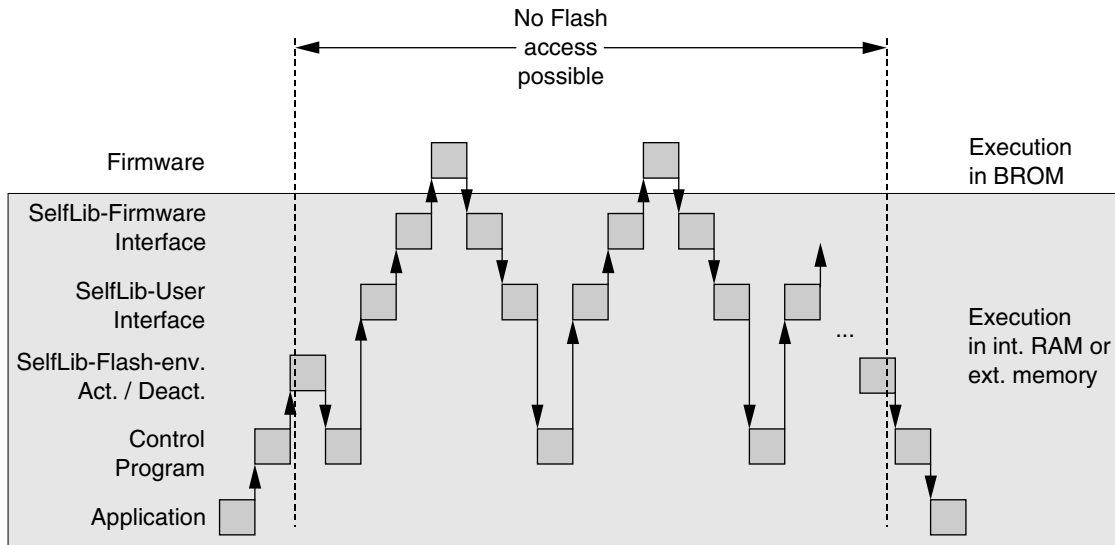 No Flash
access
possible
Firmware
Execution
in BROM
SelfLib-Firmware
Interface
SelfLib-User
Interface
...
Execution
in int. RAM or
ext. memory
SelfLib-Flash-env.
Act. / Deact.
Control
Program
Application